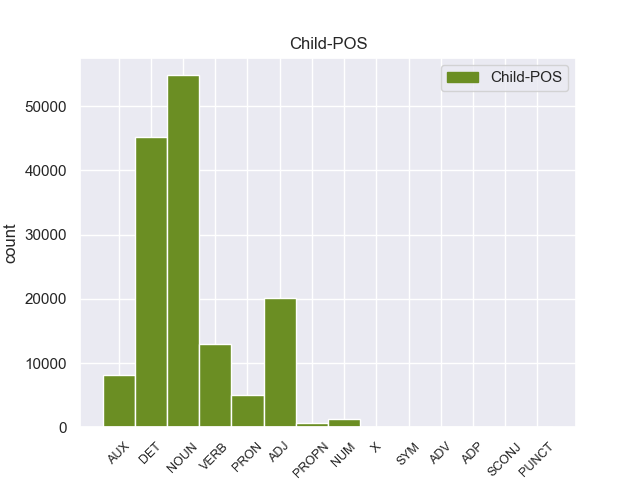 Child-POS
Child-POS
50000
40000
30000
20000
10000
0
count
AUX
DET
NOUN
VERB
PRON
ADJ
PROPN
NUM
X
SYM
ADV
ADP
SCONJ
PUNCT